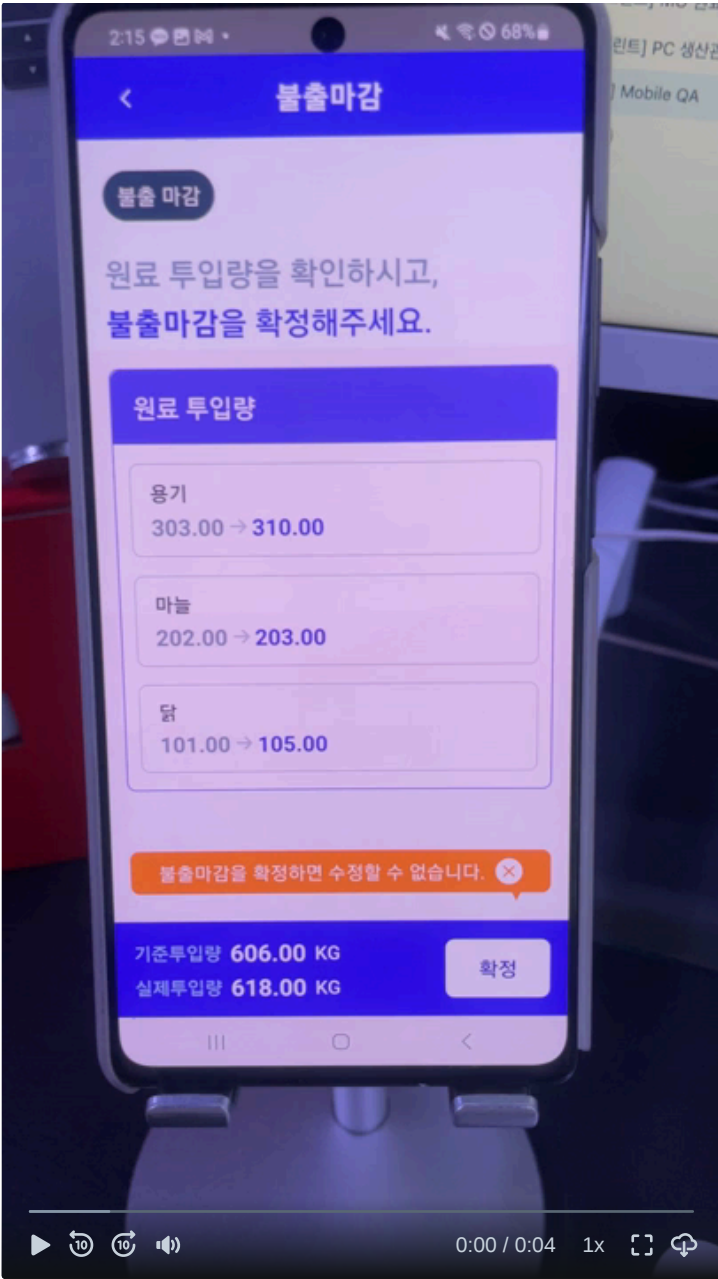 2:15
68%
린트] PC 생산관
] Mobile QA
불출마감
불출 마감
원료 투입량을 확인하시고,
불출마감을 확정해주세요.
원료 투입량
용기
303.00 → 310.00
마늘
202.00 → 203.00
닭
101.00 → 105.00
불출마감을 확정하면 수정할 수 없습니다.
기준투입량 606.00 KG
실제투입량 618.00 KG
확정
10
10
0:00 / 0:04
1x